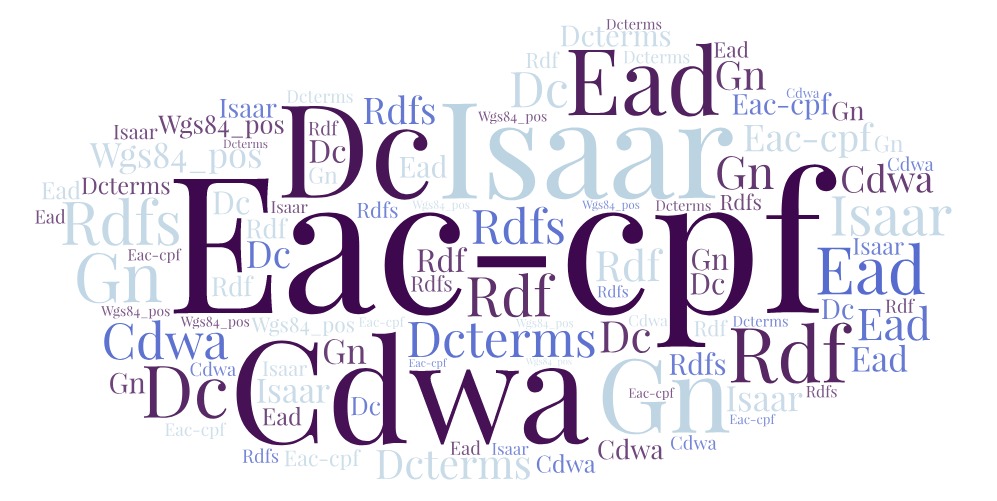 Dcterms
Dcterms
Ead
Rdf
Dcterms
Ead
Gn
Dc
Cdwa
Eac-cpf
Gn
Dcterms
Isaar
Rdfs
Dc
Isaar
Wgs84_pos
Isaar
Wgs84_pos
Rdf
Dc
Gn
Eac-cpf
Gn
Dcterms
Wgs84_pos
Ead
Gn
Cdwa
Cdwa
Ead
Dcterms
Eac-cpf
Dc
Isaar
Rdfs
Wgs84_pos
Wgs84_pos
Dcterms
Rdfs
Isaar
Ead
Rdfs
Rdf
Rdfs
Isaar
Eac-cpf
Dc
Rdf
Rdf
Gn
Ead
Gn
Rdf
Rdfs
Rdf
Rdfs
Dc
Dc
Rdf
Wgs84_pos
Wgs84_pos
Wgs84_pos
Eac-cpf
Wgs84_pos
Cdwa
Rdf
Dcterms
Ead
Cdwa
Gn
Dcterms
Dc
Rdf
Ead
Cdwa
Cdwa
Isaar
Eac-cpf
Wgs84_pos
Rdfs
Gn
Dc
Isaar
Ead
Dc
Gn
Eac-cpf
Isaar
Rdfs
Eac-cpf
Eac-cpf
Rdfs
Eac-cpf
Ead
Isaar
Dcterms
Cdwa
Cdwa
Cdwa